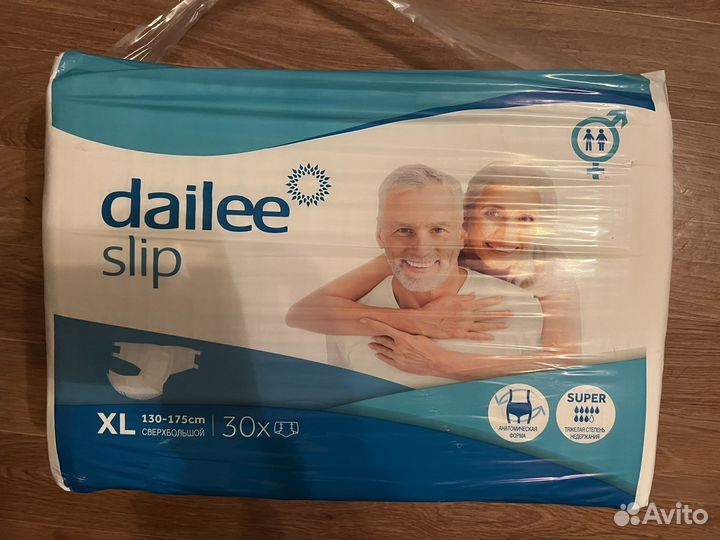 dailee
slip
XL 130-175cm
СВЕРХБОЛЬШОЙ
30x
АНАТОМИЧЕСКАЯ
ФОРМА
SUPER
ТЯЖЕЛАЯ СТЕПЕНЬ
НЕДЕРЖАНИЯ
Avito